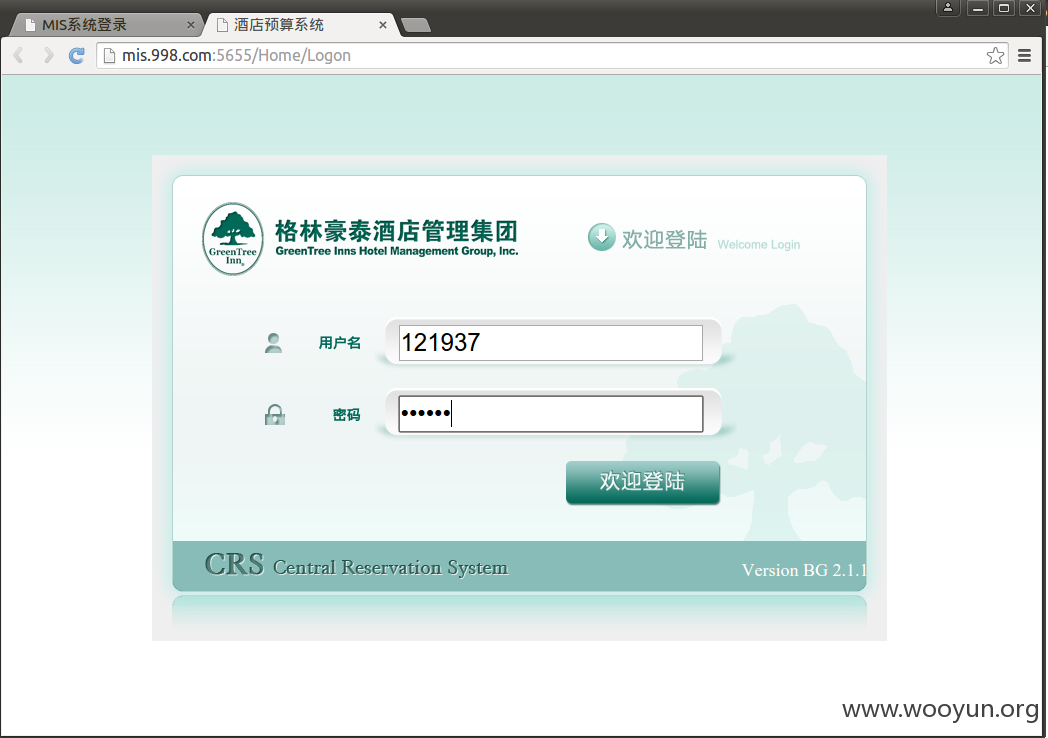 MIS系统登录
酒店预算系统
mis.998.com:5655/Home/Logon
GreenTree
Inn
格林豪泰酒店管理集团
GreenTree Inns Hotel Management Group, Inc.
欢迎登陆 Welcome Login
用户名 121937
密码 ••••••
欢迎登陆
CRS Central Reservation System
Version BG 2.1.1
www.wooyun.org